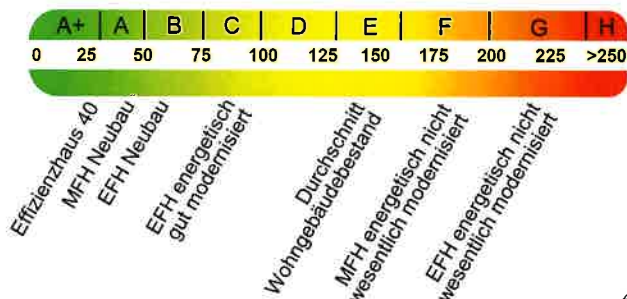 A+ A B C D E F G H
0 25 50 75 100 125 150 175 200 225 >250
Effizienzhaus 40
MFH Neubau
EFH Neubau
EFH energetisch
gut modernisiert
Durchschnitt
Wohngebäudebestand
MFH energetisch nicht
wesentlich modernisiert
EFH energetisch nicht
wesentlich modernisiert